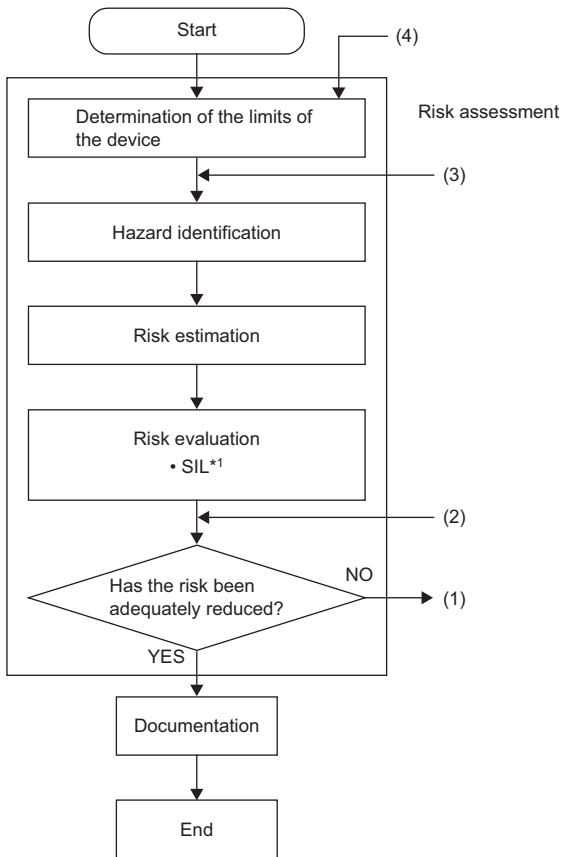 Start
(4)
Determination of the limits of
the device
Risk assessment
(3)
Hazard identification
Risk estimation
Risk evaluation
• SIL*1
(2)
Has the risk been
adequately reduced?
NO
(1)
YES
Documentation
End